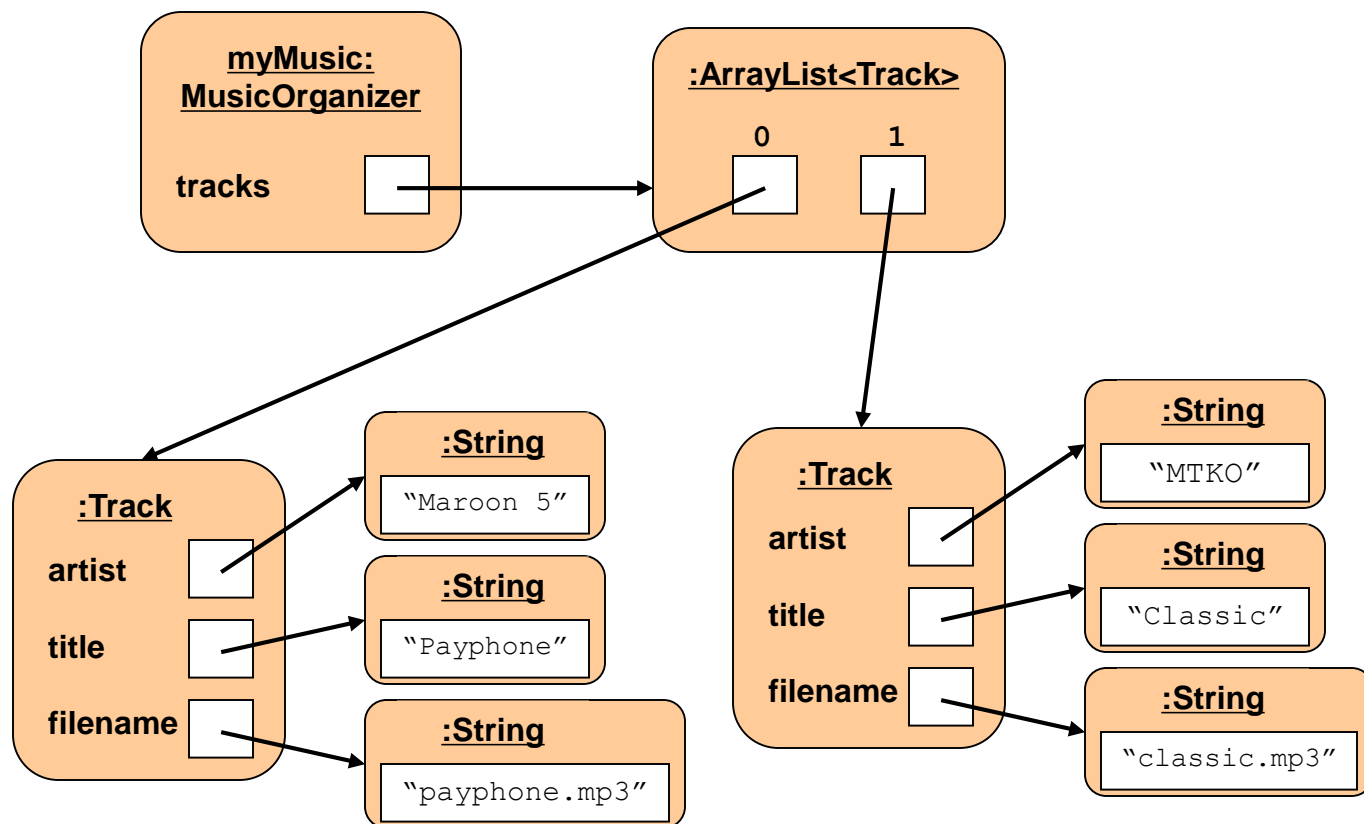 myMusic:
MusicOrganizer
tracks
:ArrayList<Track>
0 1
:Track
artist
title
filename
:String
“Maroon 5”
:String
“Payphone”
:String
“payphone.mp3”
:Track
artist
title
filename
:String
“MTKO”
:String
“Classic”
:String
“classic.mp3”